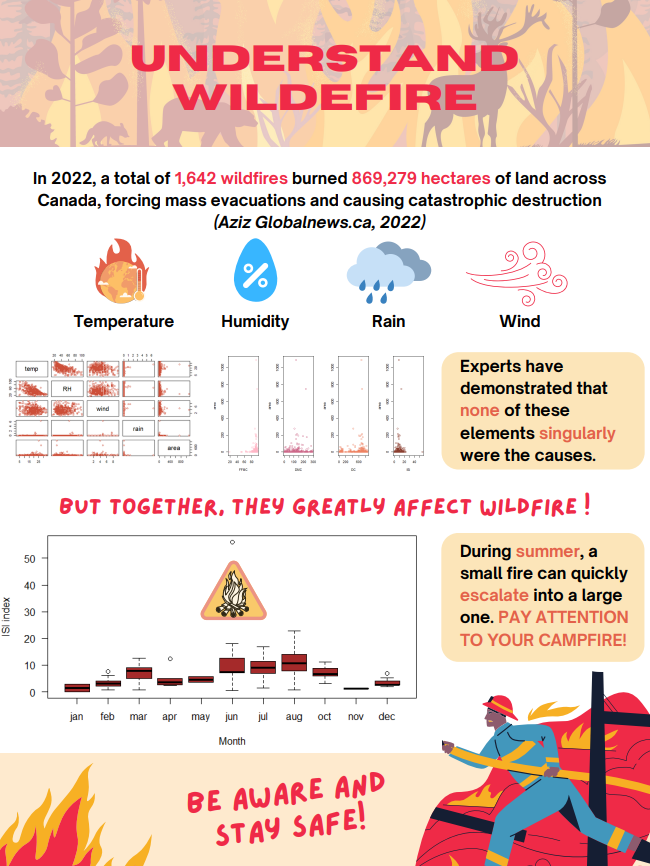 UNDERSTAND
WILDEFIRE
In 2022, a total of 1,642 wildfires burned 869,279 hectares of land across
Canada, forcing mass evacuations and causing catastrophic destruction
(Aziz Globalnews.ca, 2022)
%
Temperature Humidity Rain Wind
temp
RH
wind
rain
area
FFMC DMC DC ISI
Experts have
demonstrated that
none of these
elements singularly
were the causes.
BUT TOGETHER, THEY GREATLY AFFECT WILDFIRE!
ISI index
50
40
30
20
10
0
jan feb mar apr may jun jul aug oct nov dec
Month
During summer, a
small fire can quickly
escalate into a large
one. PAY ATTENTION
TO YOUR CAMPFIRE!
BE AWARE AND
STAY SAFE!